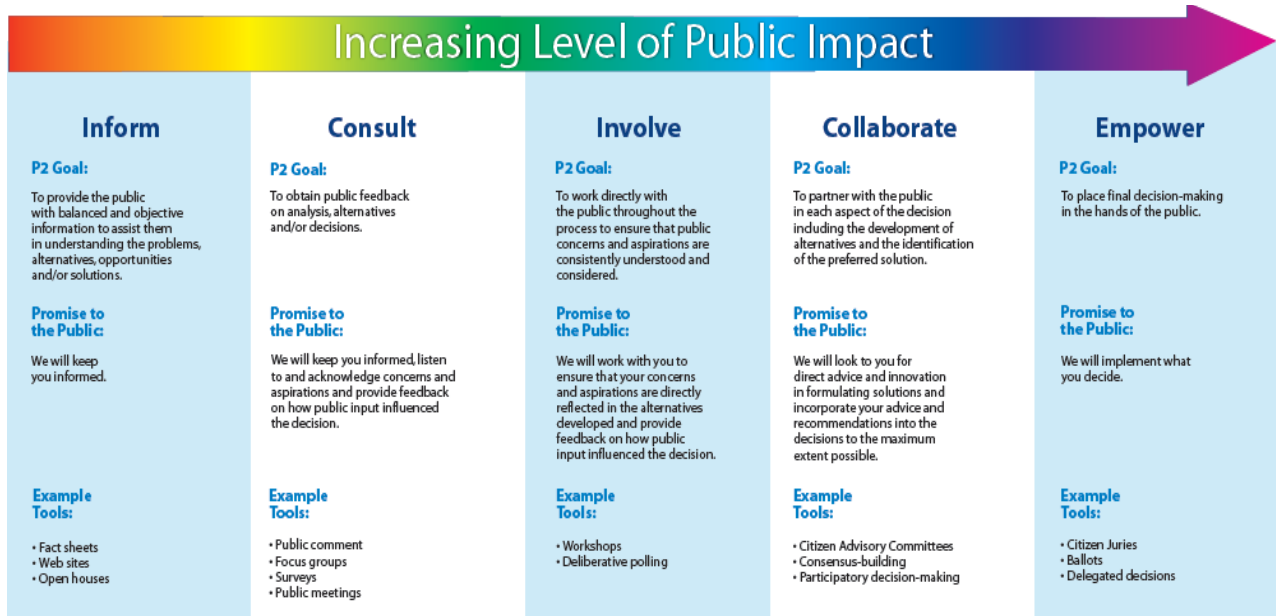 Increasing Level of Public Impact
Inform
P2 Goal:
To provide the public
with balanced and objective
information to assist them
in understanding the problems,
alternatives, opportunities
and/or solutions.
Promise to
the Public:
We will keep
you informed.
Example
Tools:
• Fact sheets
• Web sites
• Open houses
Consult
P2 Goal:
To obtain public feedback
on analysis, alternatives
and/or decisions.
Promise to
the Public:
We will keep you informed, listen
to and acknowledge concerns and
aspirations and provide feedback
on how public input influenced
the decision.
Example
Tools:
• Public comment
• Focus groups
• Surveys
• Public meetings
Involve
P2 Goal:
To work directly with
the public throughout the
process to ensure that public
concerns and aspirations are
consistently understood and
considered.
Promise to
the Public:
We will work with you to
ensure that your concerns
and aspirations are directly
reflected in the alternatives
developed and provide
feedback on how public
input influenced the decision.
Example
Tools:
• Workshops
• Deliberative polling
Collaborate
P2 Goal:
To partner with the public
in each aspect of the decision
including the development of
alternatives and the identification
of the preferred solution.
Promise to
the Public:
We will look to you for
direct advice and innovation
in formulating solutions and
incorporate your advice and
recommendations into the
decisions to the maximum
extent possible.
Example
Tools:
• Citizen Advisory Committees
• Consensus-building
• Participatory decision-making
Empower
P2 Goal:
To place final decision-making
in the hands of the public.
Promise to
the Public:
We will implement what
you decide.
Example
Tools:
• Citizen Juries
• Ballots
• Delegated decisions